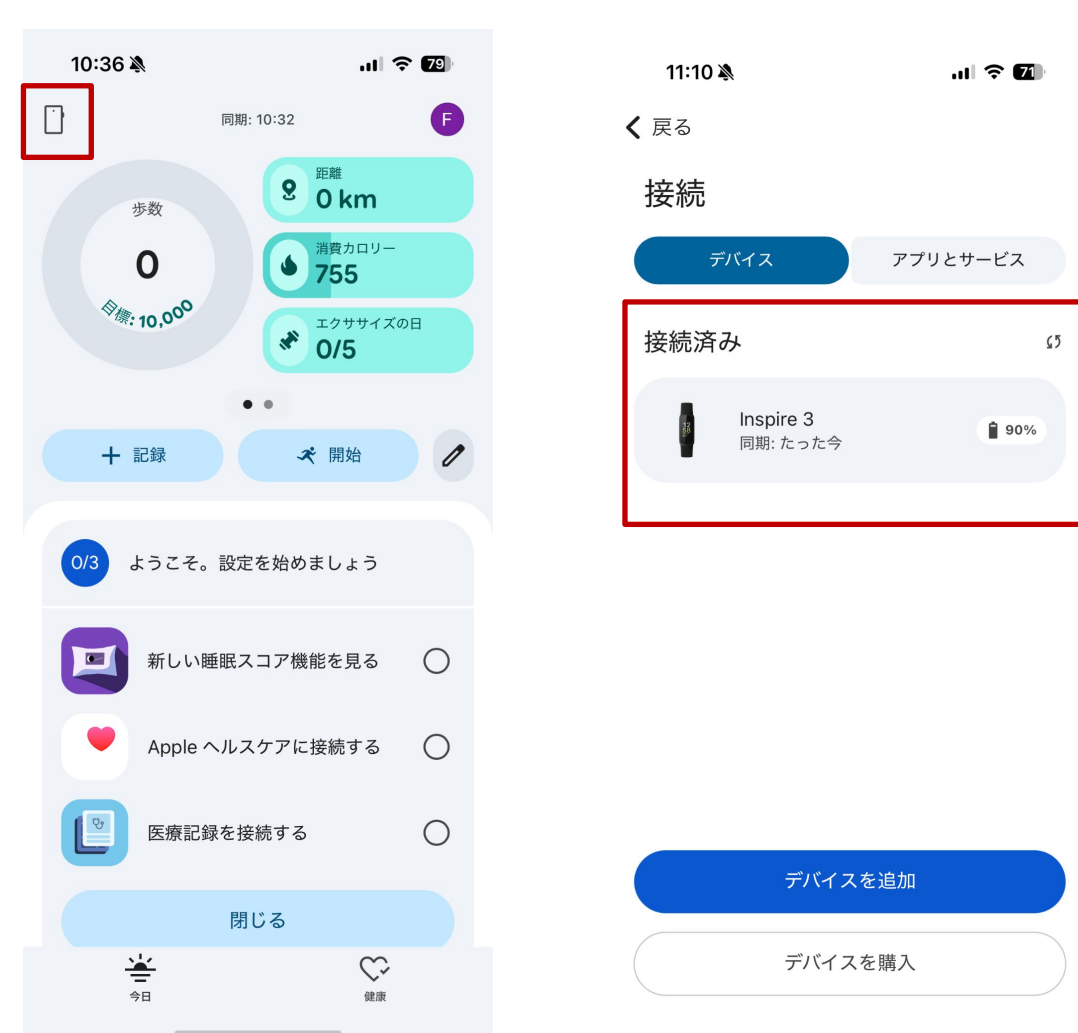 10:36
79
同期: 10:32
F
歩数
0
目標: 10,000
距離
0 km
消費カロリー
755
エクササイズの日
0/5
記録
開始
0/3
ようこそ。設定を始めましょう
新しい睡眠スコア機能を見る
Apple ヘルスケアに接続する
医療記録を接続する
閉じる
今日
健康
11:10
71
戻る
接続
デバイス
アプリとサービス
接続済み
Inspire 3
同期: たった今
90%
デバイスを追加
デバイスを購入